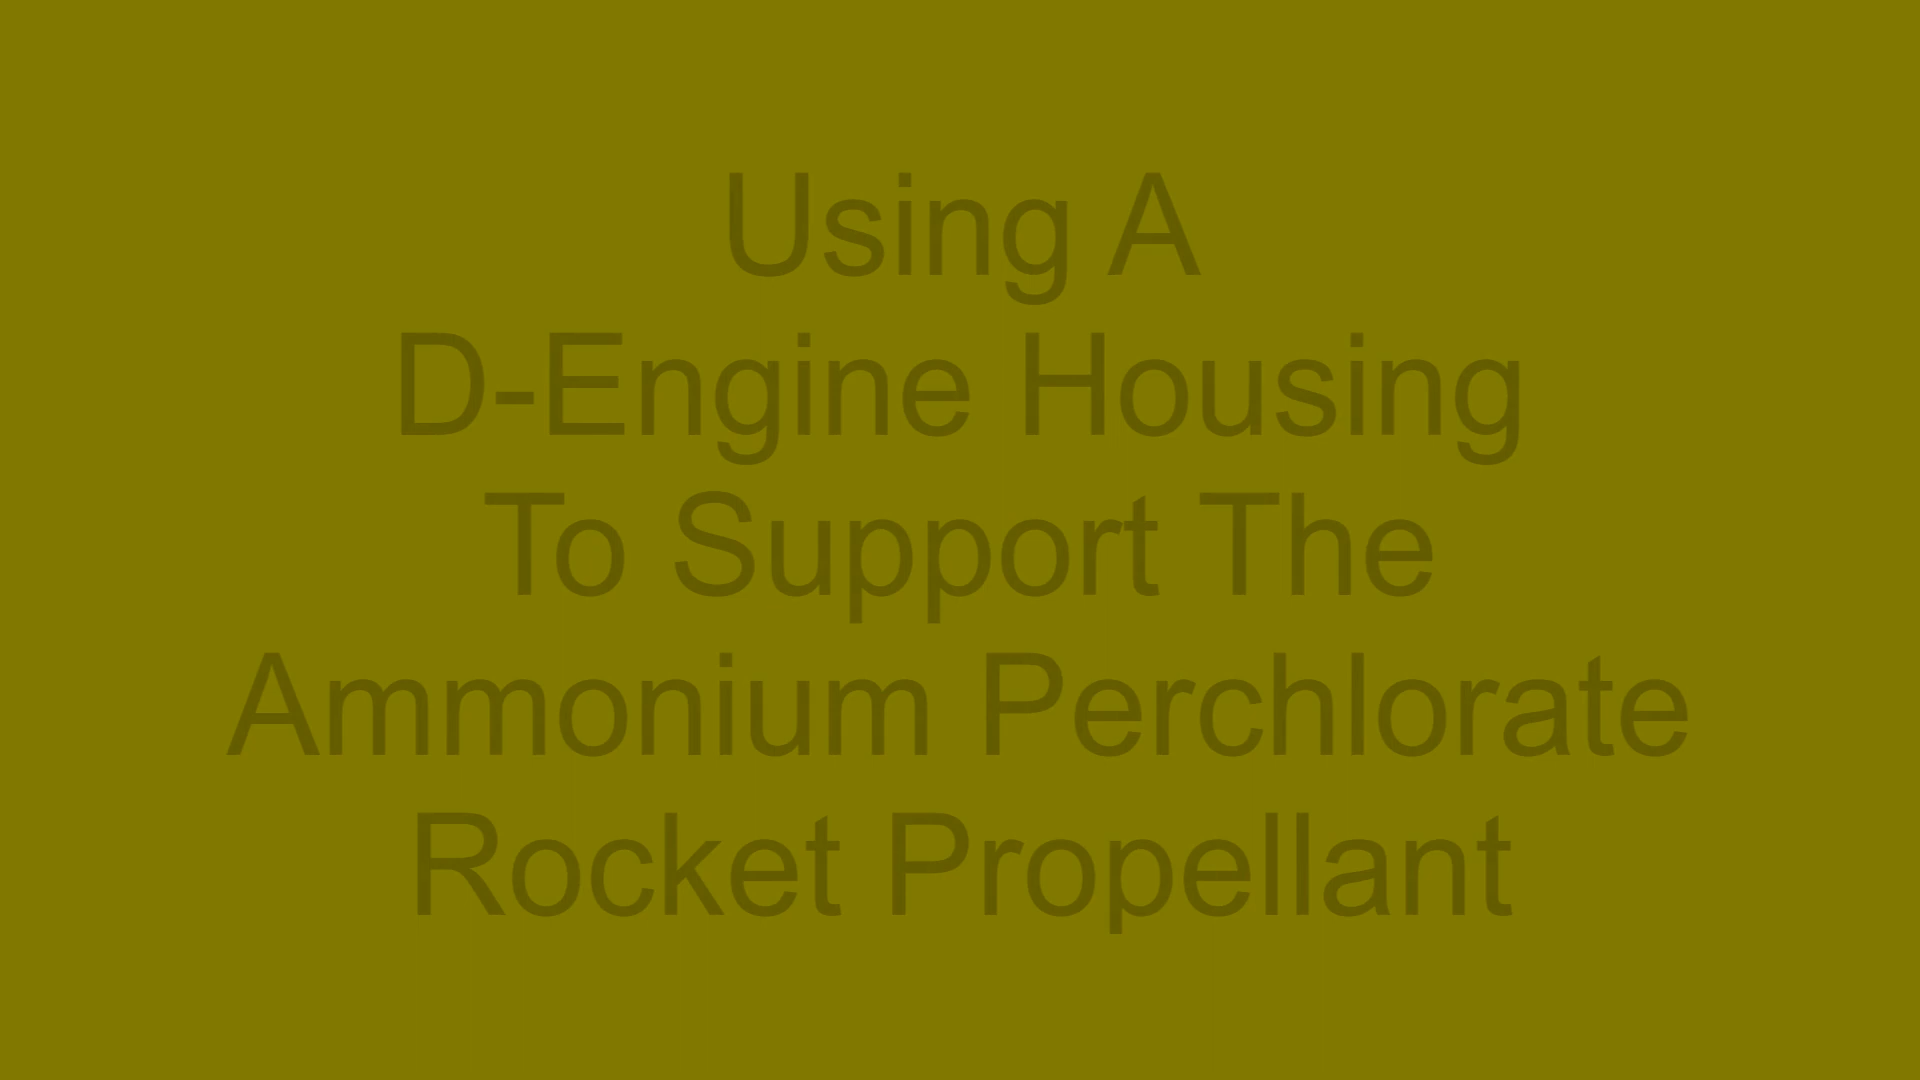 Using A
D-Engine Housing
To Support The
Ammonium Perchlorate
Rocket Propellant